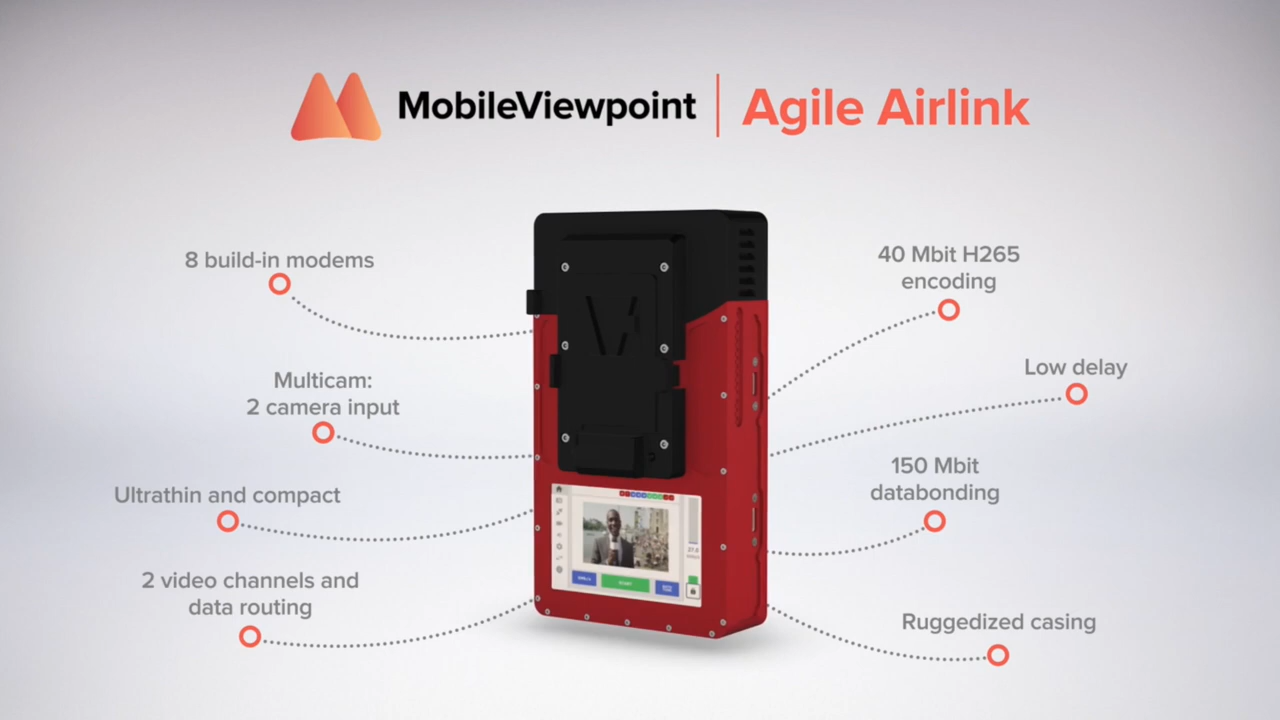 MobileViewpoint | Agile Airlink
8 build-in modems
Multicam:
2 camera input
Ultrathin and compact
2 video channels and
data routing
40 Mbit H265
encoding
Low delay
150 Mbit
databonding
Ruggedized casing
START